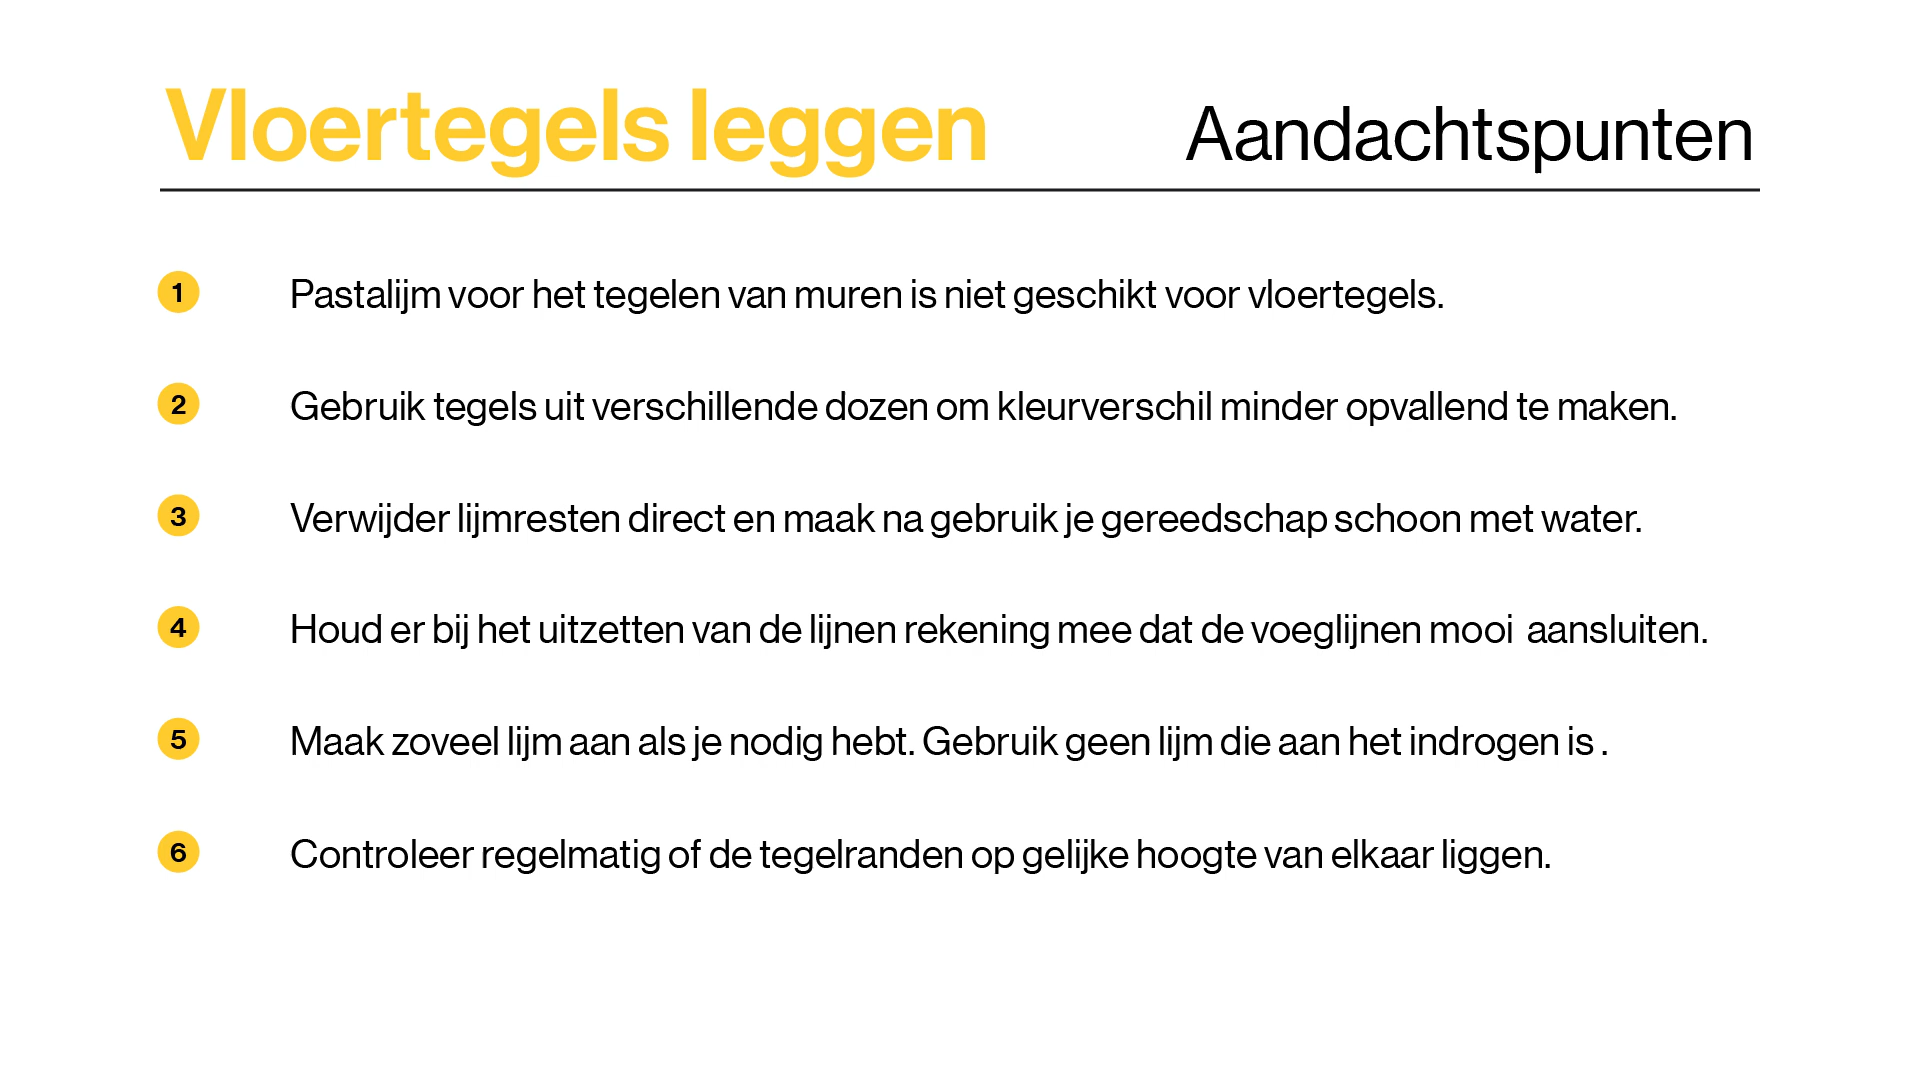 Vloertegels leggen Aandachtspunten
1 Pastalijm voor het tegelen van muren is niet geschikt voor vloertegels.
2 Gebruik tegels uit verschillende dozen om kleurverschil minder opvallend te maken.
3 Verwijder lijmresten direct en maak na gebruik je gereedschap schoon met water.
4 Houd er bij het uitzetten van de lijnen rekening mee dat de voeglijnen mooi  aansluiten.
5 Maak zoveel lijm aan als je nodig hebt. Gebruik geen lijm die aan het indrogen is .
6 Controleer regelmatig of de tegelranden op gelijke hoogte van elkaar liggen.